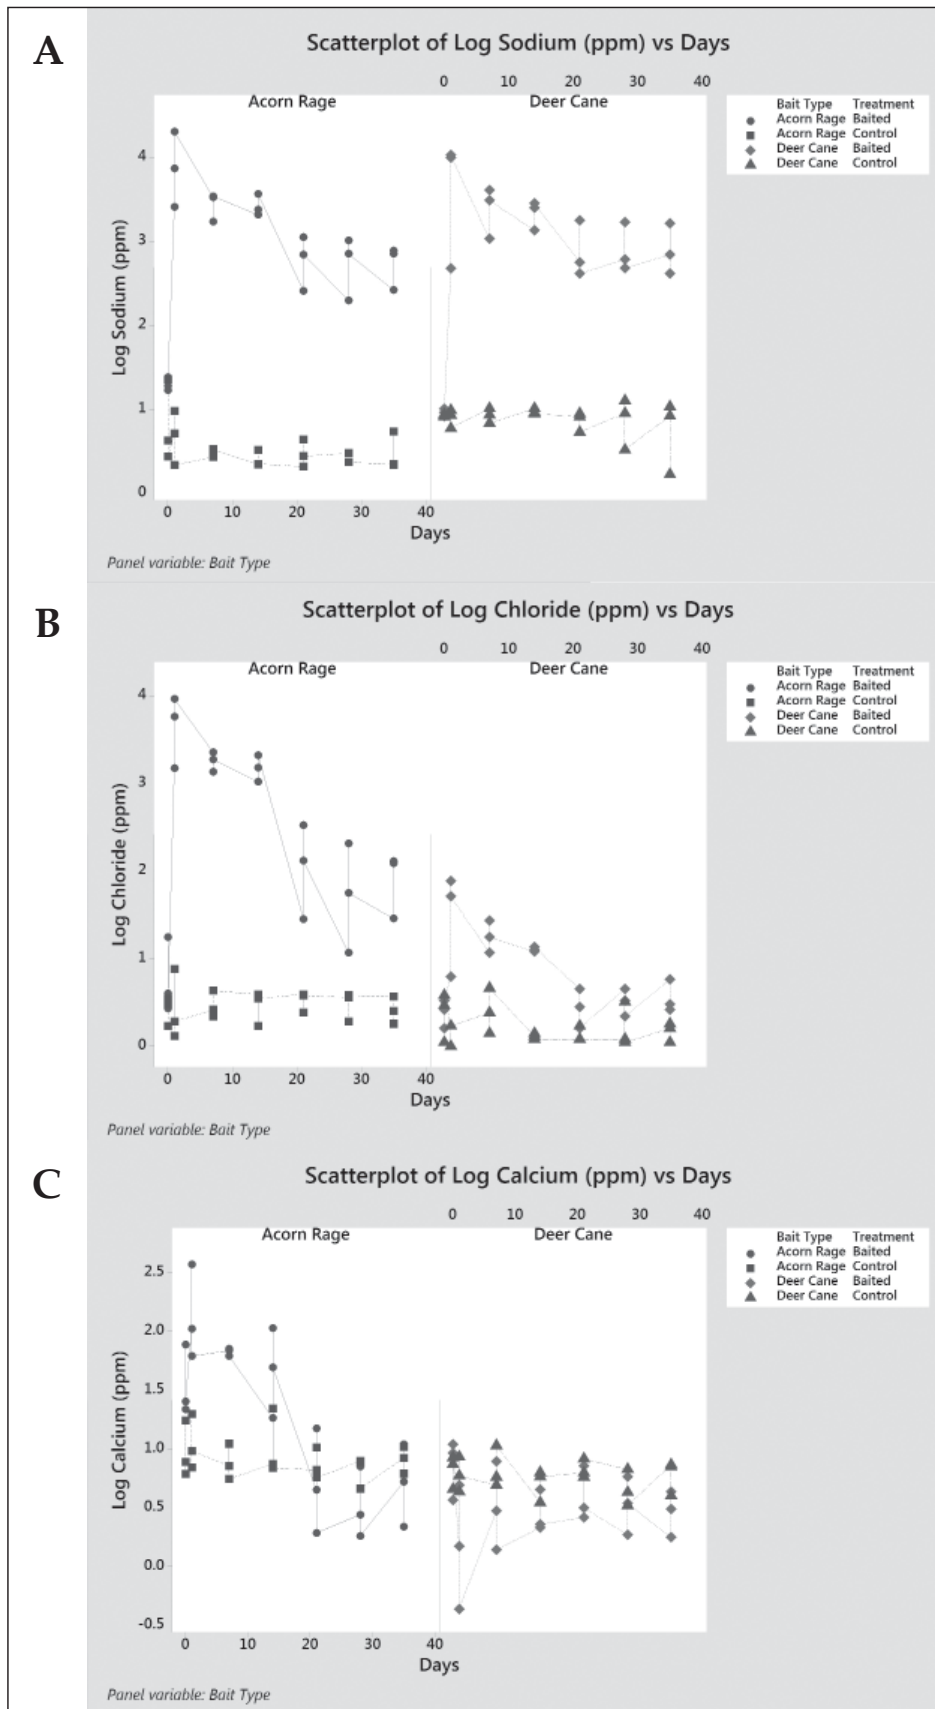 A
Scatterplot of Log Sodium (ppm) vs Days
0 10 20 30 40
Acorn Rage Deer Cane
Bait Type Treatment
Acorn Rage Baited
Acorn Rage Control
Deer Cane Baited
Deer Cane Control
4
3
2
1
0
Log Sodium (ppm)
0 10 20 30 40
Days
Panel variable: Bait Type
B
Scatterplot of Log Chloride (ppm) vs Days
0 10 20 30 40
Acorn Rage Deer Cane
Bait Type Treatment
Acorn Rage Baited
Acorn Rage Control
Deer Cane Baited
Deer Cane Control
4
3
2
1
0
Log Chloride (ppm)
0 10 20 30 40
Days
Panel variable: Bait Type
C
Scatterplot of Log Calcium (ppm) vs Days
0 10 20 30 40
Acorn Rage Deer Cane
Bait Type Treatment
Acorn Rage Baited
Acorn Rage Control
Deer Cane Baited
Deer Cane Control
2.5
2.0
1.5
1.0
0.5
0.0
-0.5
Log Calcium (ppm)
0 10 20 30 40
Days
Panel variable: Bait Type